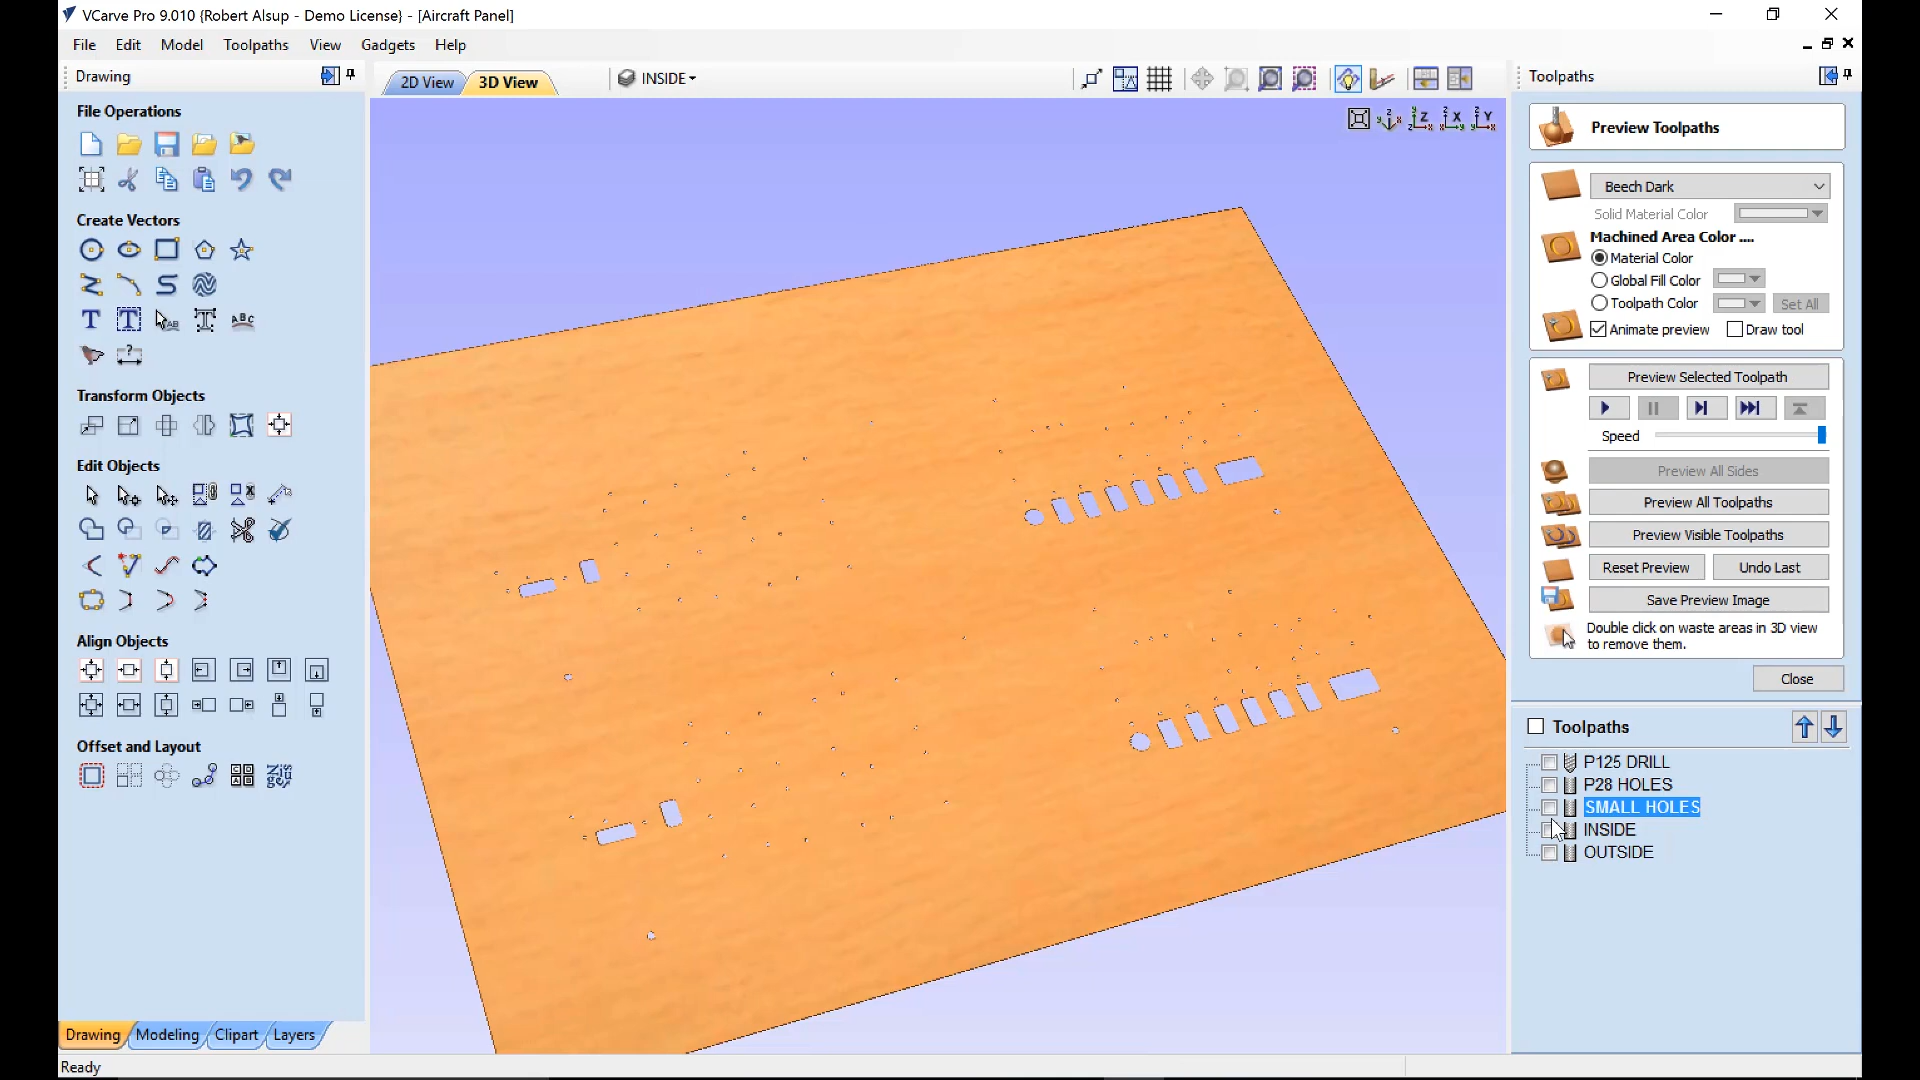 VCarve Pro 9.010 {Robert Alsup - Demo License} - [Aircraft Panel]
File Edit Model Toolpaths View Gadgets Help
Drawing
2D View 3D View INSIDE
Toolpaths
File Operations
Create Vectors
Transform Objects
Edit Objects
Align Objects
Offset and Layout
Drawing Modeling Clipart Layers
Ready
Preview Toolpaths
Beech Dark
Solid Material Color
Machined Area Color ....
Material Color
Global Fill Color
Toolpath Color Set All
Animate preview Draw tool
Preview Selected Toolpath
Speed
Preview All Sides
Preview All Toolpaths
Preview Visible Toolpaths
Reset Preview Undo Last
Save Preview Image
Double click on waste areas in 3D view
to remove them.
Close
Toolpaths
P125 DRILL
P28 HOLES
SMALL HOLES
INSIDE
OUTSIDE